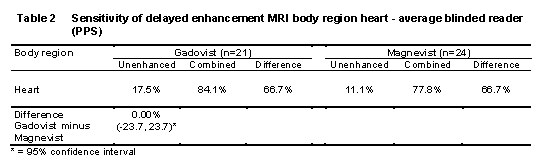 Table 2 Sensitivity of delayed enhancement MRI body region heart - average blinded reader
(PPS)
Body region Gadovist (n=21) Magnevist (n=24)
Unenhanced Combined Difference Unenhanced Combined Difference
Heart 17.5% 84.1% 66.7% 11.1% 77.8% 66.7%
Difference 0.00%
Gadovist minus (-23.7, 23.7)*
Magnevist
* = 95% confidence interval